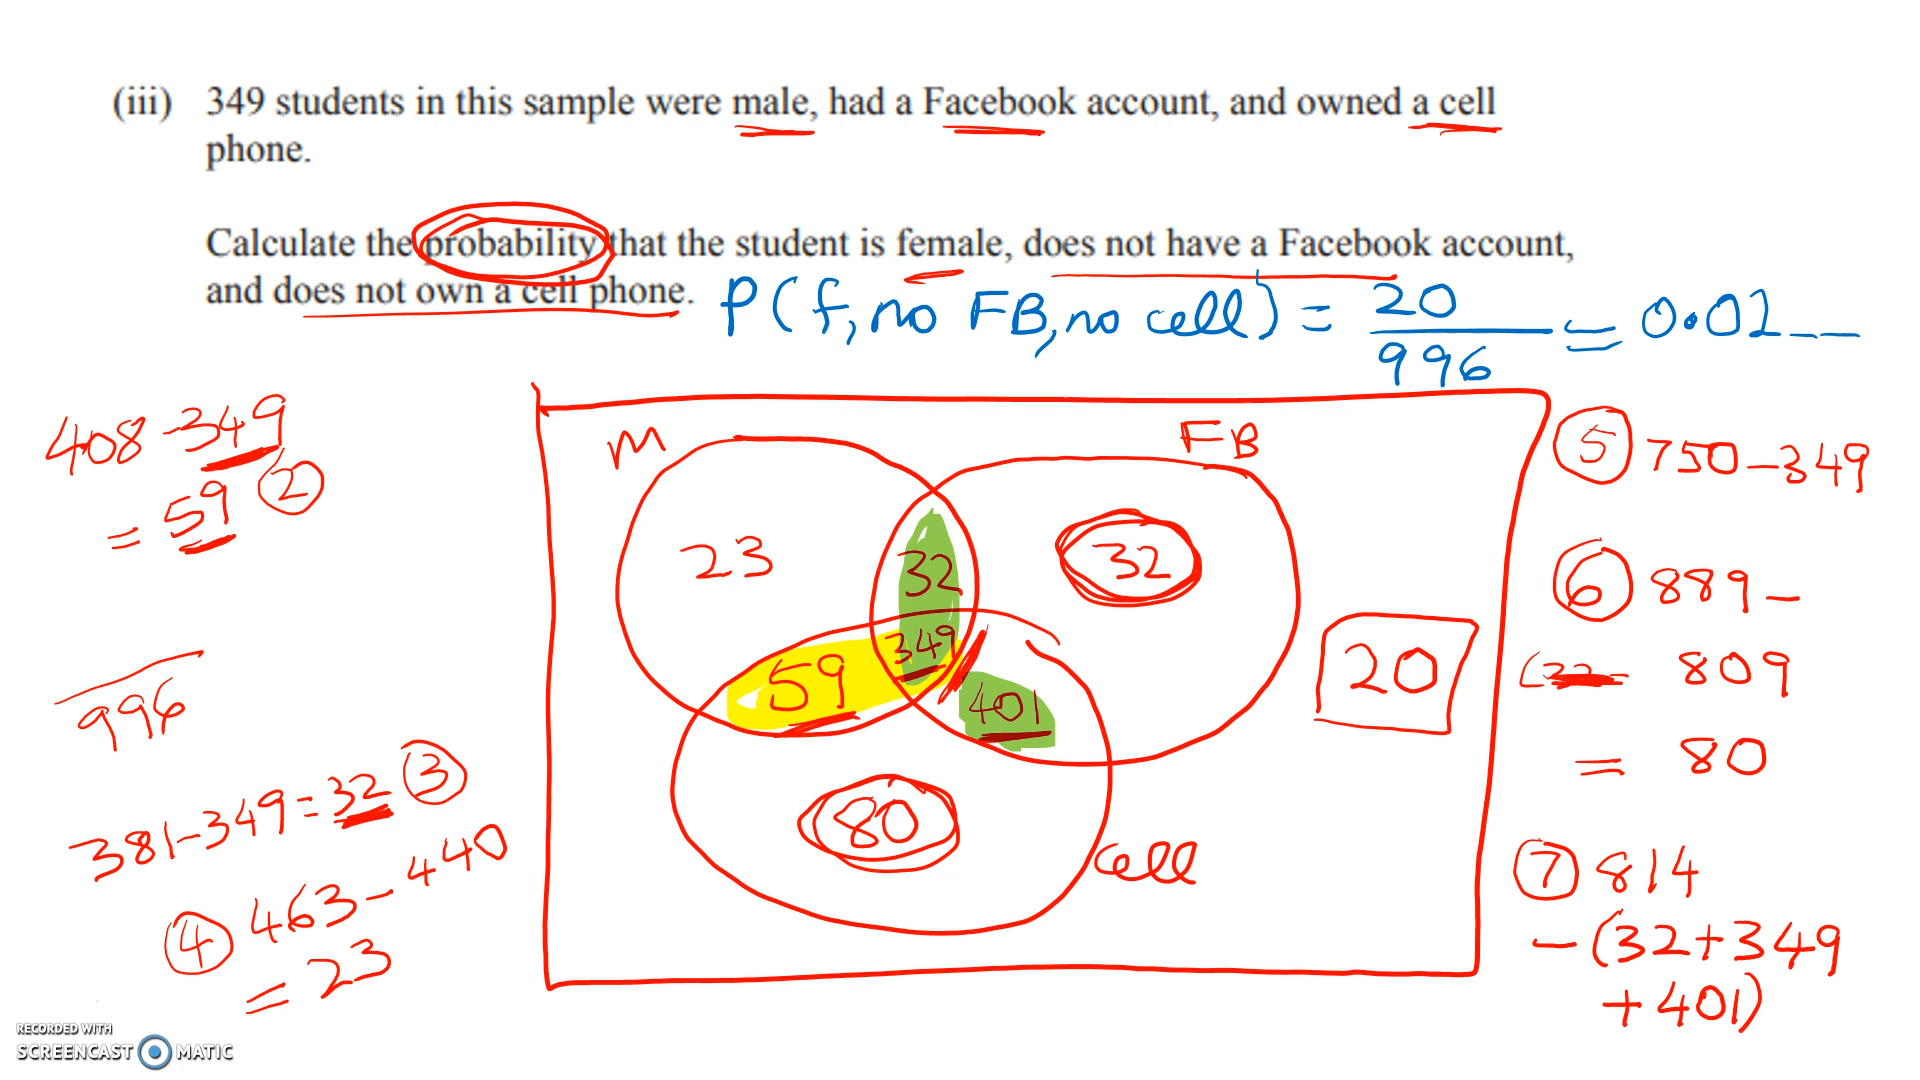 (iii) 349 students in this sample were male, had a Facebook account, and owned a cell
phone.
Calculate the probability that the student is female, does not have a Facebook account,
and does not own a cell phone.
P(f, no FB, no cell) = 20/996 = 0.02
408-349
= 59 ②
996
381-349=32 ③
④ 463-440
= 23
M
FB
23
32
32
349
59
401
20
80
cell
⑤ 750-349
⑥ 889-
809
= 80
⑦ 814
-(32+349
+401)
RECORDED WITH
SCREENCAST MATIC